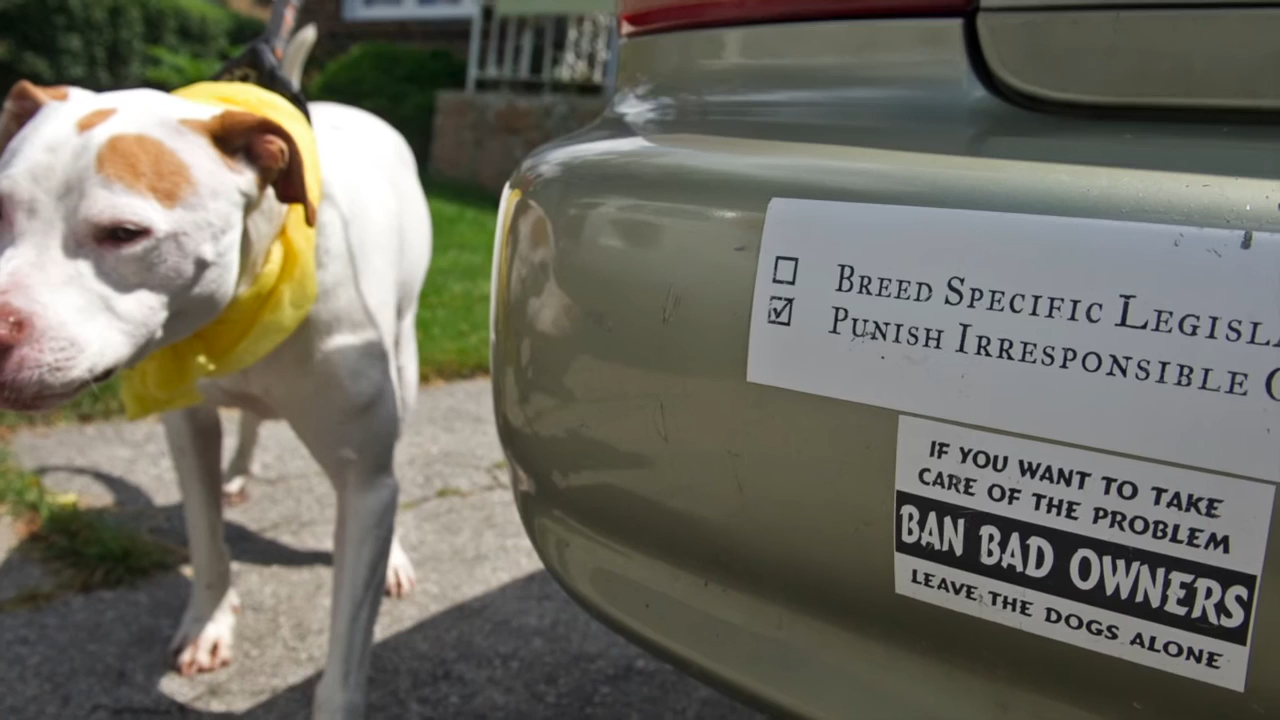 ☐ BREED SPECIFIC
☑ PUNISH IRRESPONSIBLE
IF YOU WANT TO TAKE
CARE OF THE PROBLEM
BAN BAD OWNERS
LEAVE THE DOGS ALONE